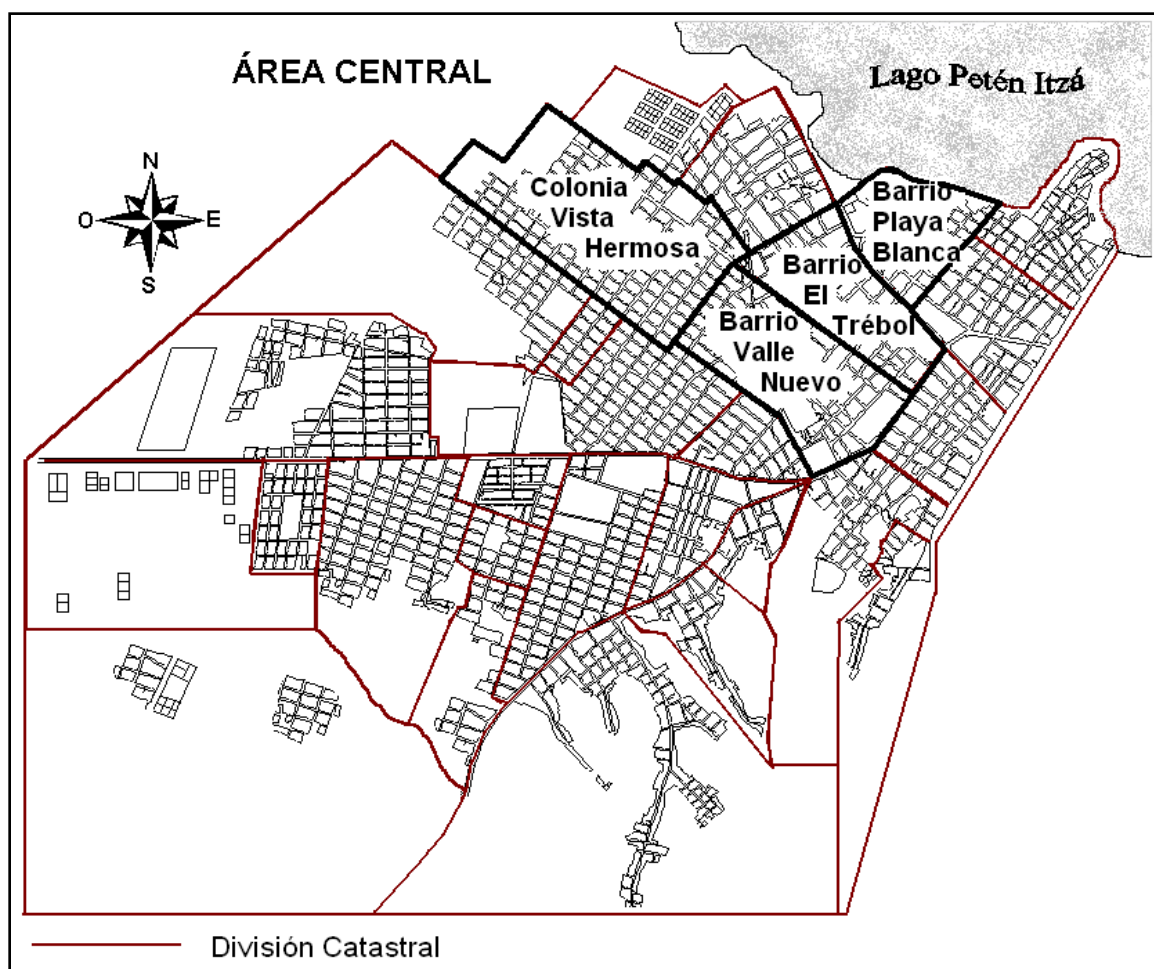 ÁREA CENTRAL
Lago Petén Itzá
N
O
E
S
Colonia
Vista
Hermosa
Barrio
Playa
Blanca
Barrio
El
Trébol
Barrio
Valle
Nuevo
División Catastral